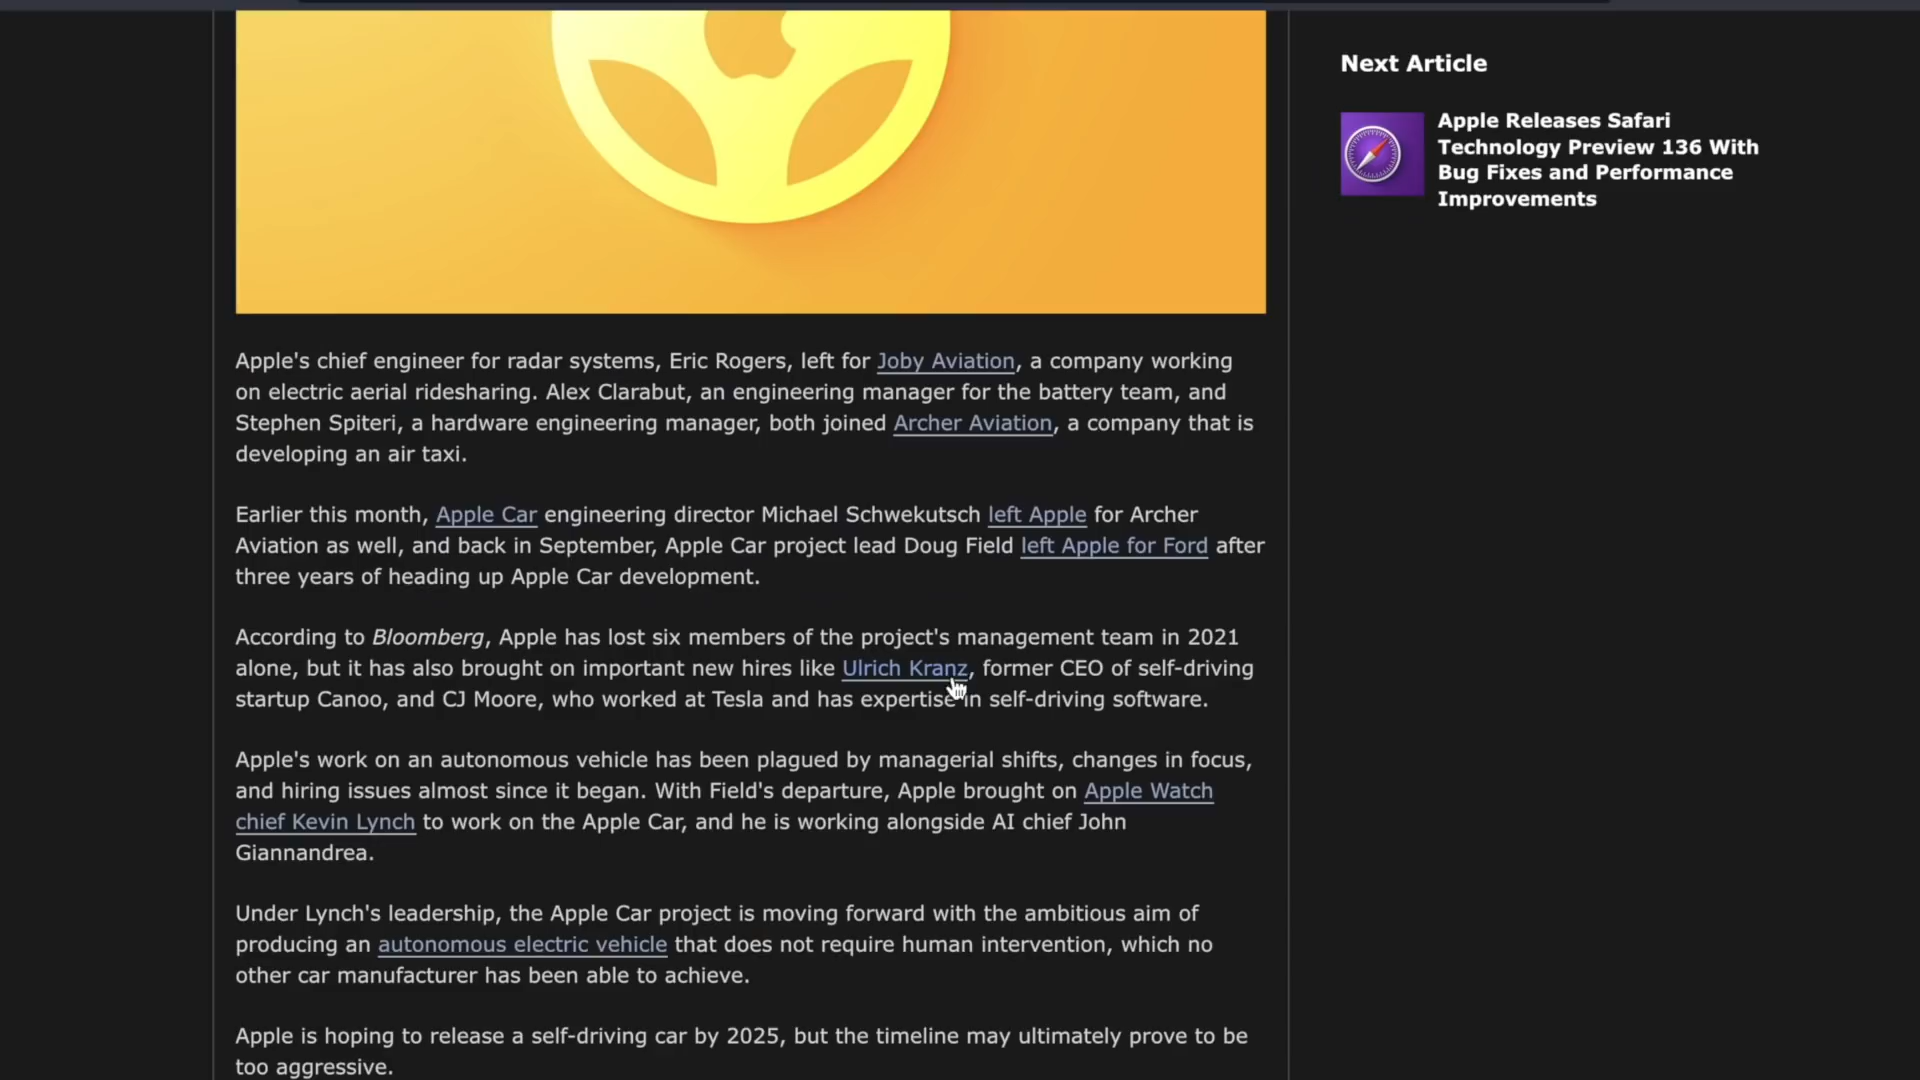 Apple's chief engineer for radar systems, Eric Rogers, left for Joby Aviation, a company working
on electric aerial ridesharing. Alex Clarabut, an engineering manager for the battery team, and
Stephen Spiteri, a hardware engineering manager, both joined Archer Aviation, a company that is
developing an air taxi.
Earlier this month, Apple Car engineering director Michael Schwekutsch left Apple for Archer
Aviation as well, and back in September, Apple Car project lead Doug Field left Apple for Ford after
three years of heading up Apple Car development.
According to Bloomberg, Apple has lost six members of the project's management team in 2021
alone, but it has also brought on important new hires like Ulrich Kranz, former CEO of self-driving
startup Canoo, and CJ Moore, who worked at Tesla and has expertise in self-driving software.
Apple's work on an autonomous vehicle has been plagued by managerial shifts, changes in focus,
and hiring issues almost since it began. With Field's departure, Apple brought on Apple Watch
chief Kevin Lynch to work on the Apple Car, and he is working alongside AI chief John
Giannandrea.
Under Lynch's leadership, the Apple Car project is moving forward with the ambitious aim of
producing an autonomous electric vehicle that does not require human intervention, which no
other car manufacturer has been able to achieve.
Apple is hoping to release a self-driving car by 2025, but the timeline may ultimately prove to be
too aggressive.
Next Article
Apple Releases Safari
Technology Preview 136 With
Bug Fixes and Performance
Improvements